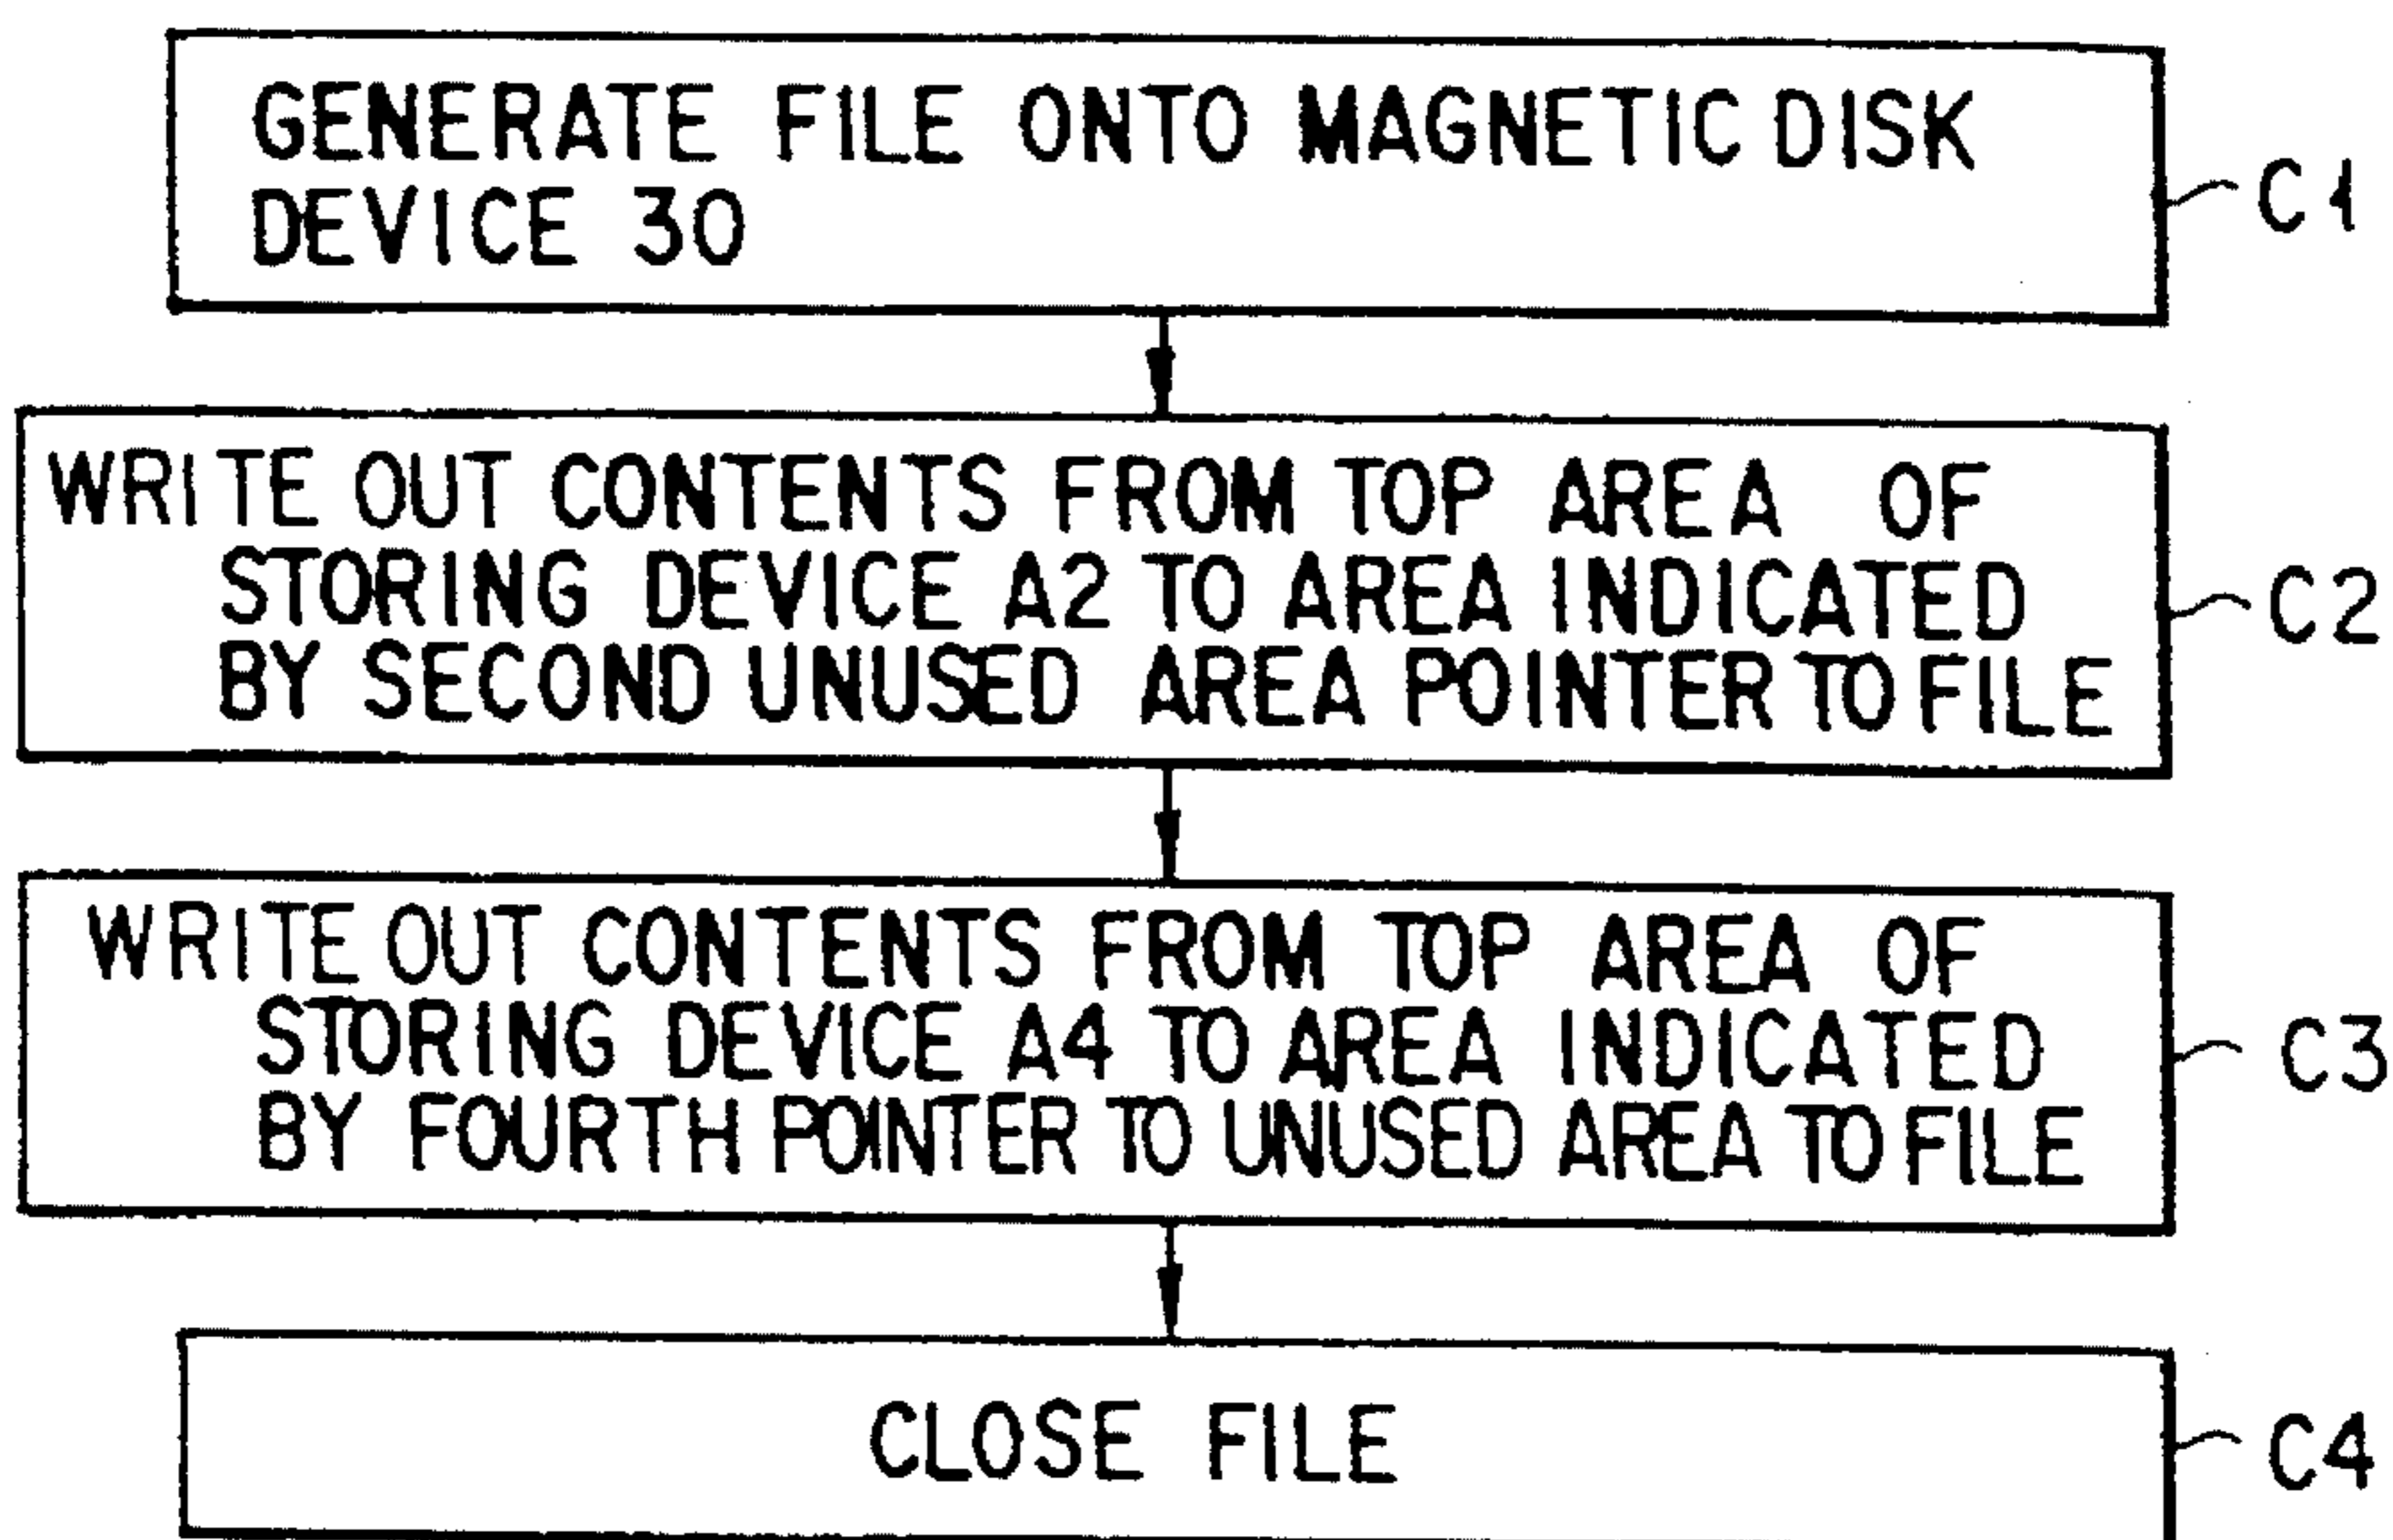 GENERATE FILE ONTO MAGNETIC DISK
DEVICE 30
C1
WRITE OUT CONTENTS FROM TOP AREA OF
STORING DEVICE A2 TO AREA INDICATED
BY SECOND UNUSED AREA POINTER TO FILE
C2
WRITE OUT CONTENTS FROM TOP AREA OF
STORING DEVICE A4 TO AREA INDICATED
BY FOURTH POINTER TO UNUSED AREA TO FILE
C3
CLOSE FILE
C4